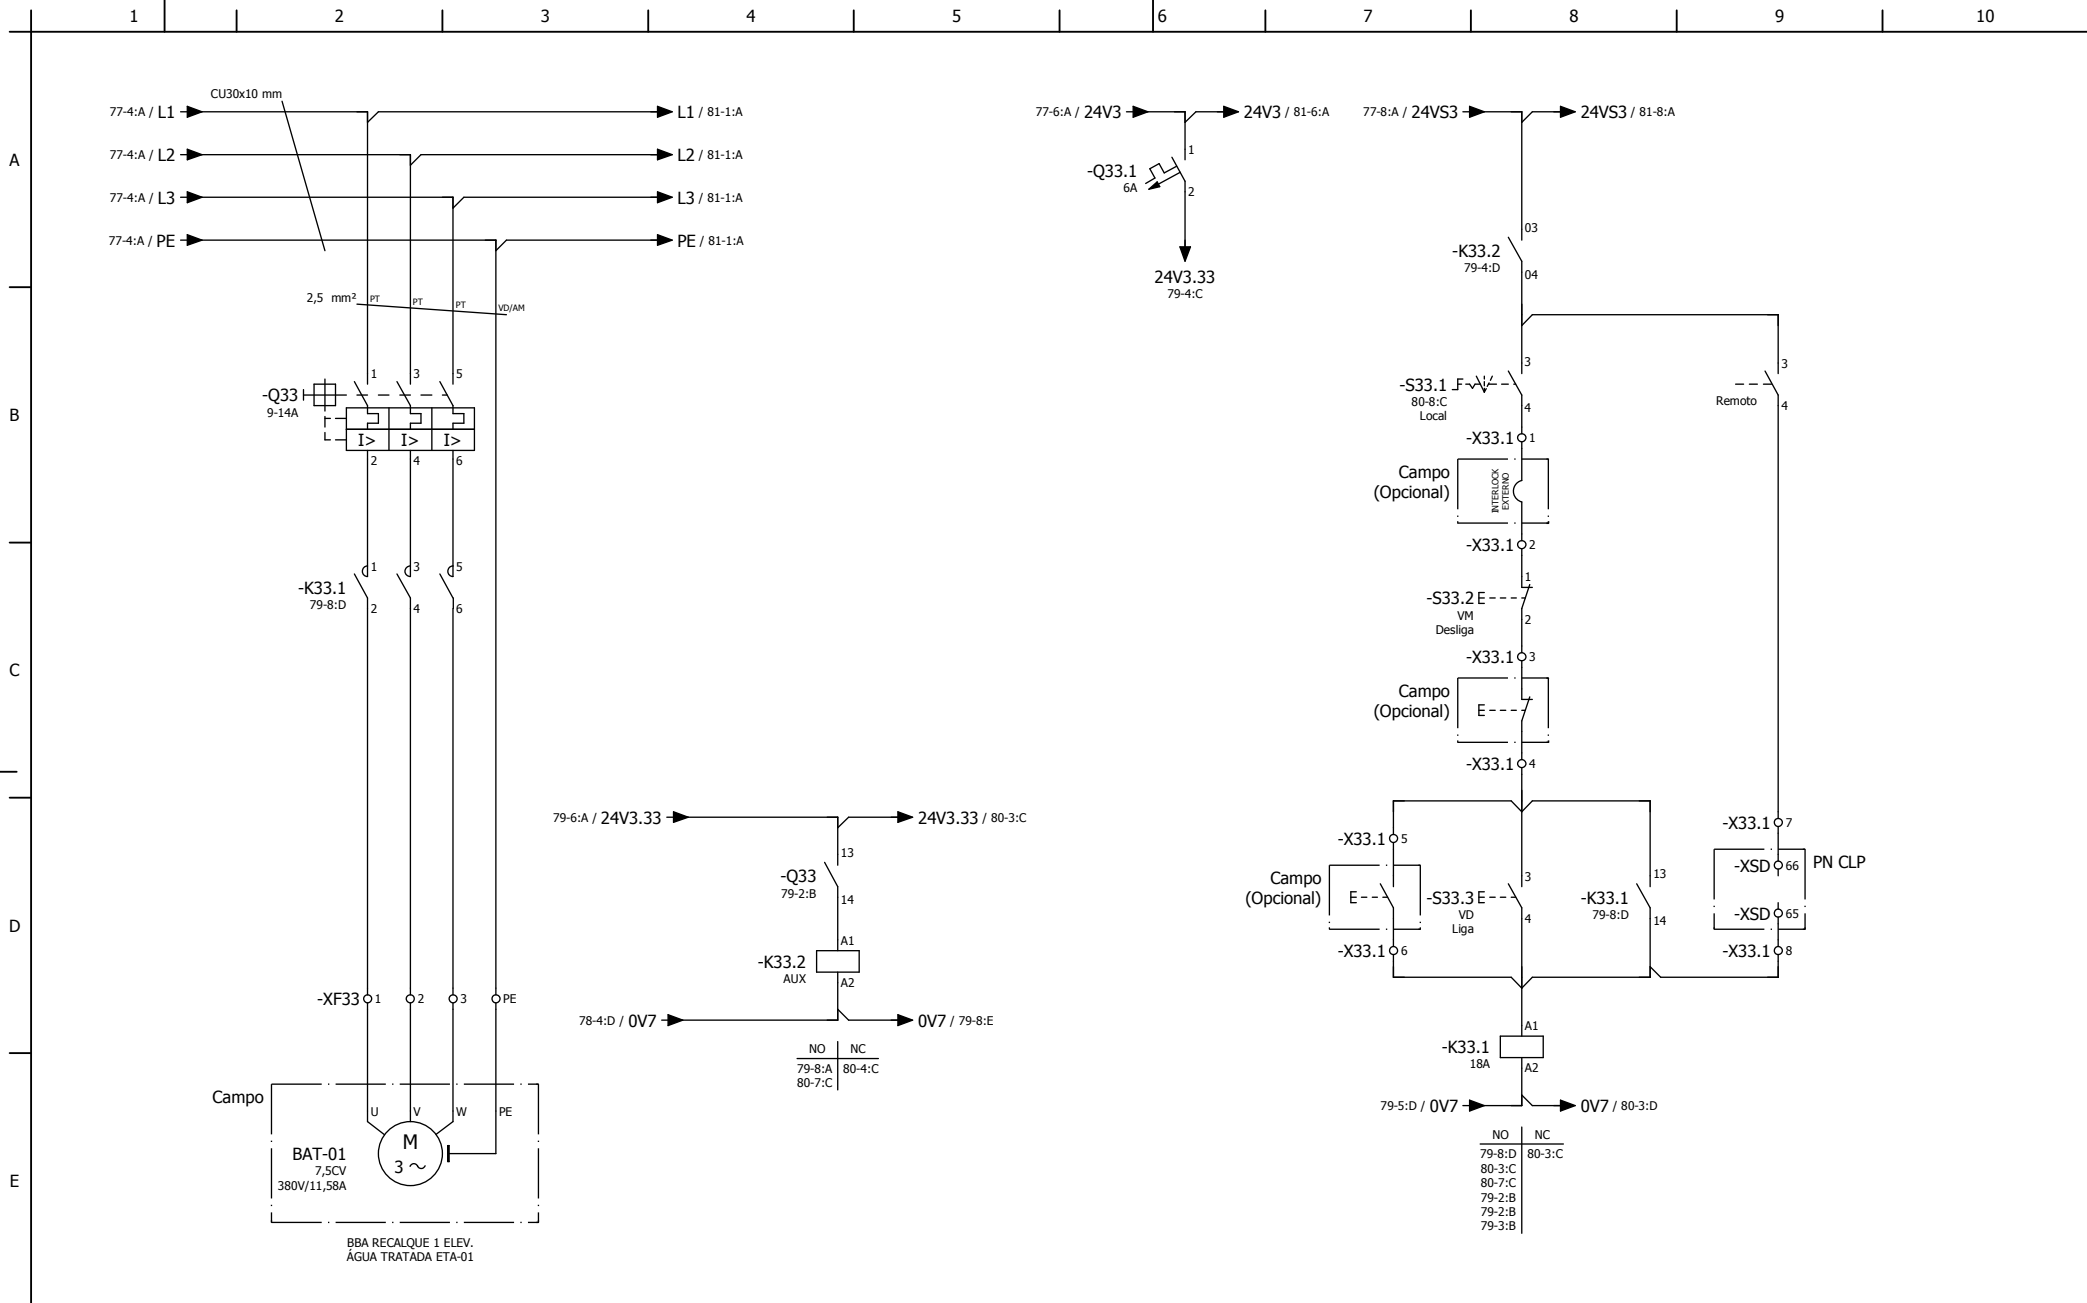 1 2 3 4 5 6 7 8 9 10
A
B
C
D
E
CU30x10 mm
77-4:A / L1
L1 / 81-1:A
77-4:A / L2
L2 / 81-1:A
77-4:A / L3
L3 / 81-1:A
77-4:A / PE
PE / 81-1:A
2,5 mm²
PT
PT
PT
VD/AM
-Q33
9-14A
1
3
5
I>
I>
I>
2
4
6
-K33.1
79-8:D
1
3
5
2
4
6
-XF33
1
2
3
PE
Campo
U
V
W
PE
BAT-01
7,5CV
380V/11,58A
M
3 ~
BBA RECALQUE 1 ELEV.
ÁGUA TRATADA ETA-01
79-6:A / 24V3.33
24V3.33 / 80-3:C
13
-Q33
79-2:B
14
A1
-K33.2
AUX
A2
78-4:D / 0V7
0V7 / 79-8:E
NO
NC
79-8:A
80-4:C
80-7:C
77-6:A / 24V3
24V3 / 81-6:A
1
-Q33.1
6A
2
24V3.33
79-4:C
77-8:A / 24VS3
24VS3 / 81-8:A
03
-K33.2
79-4:D
04
3
-S33.1
80-8:C
Local
4
3
Remoto
4
-X33.1
1
Campo
(Opcional)
INTERLOCK
EXTERNO
-X33.1
2
1
-S33.2
E
VM
Desliga
2
-X33.1
3
Campo
(Opcional)
E
-X33.1
4
-X33.1
5
Campo
(Opcional)
E
-X33.1
6
3
-S33.3
E
VD
Liga
4
13
-K33.1
79-8:D
14
-X33.1
7
PN CLP
-XSD
66
-XSD
65
-X33.1
8
A1
-K33.1
18A
A2
79-5:D / 0V7
0V7 / 80-3:D
NO
NC
79-8:D
80-3:C
80-3:C
80-7:C
79-2:B
79-2:B
79-3:B